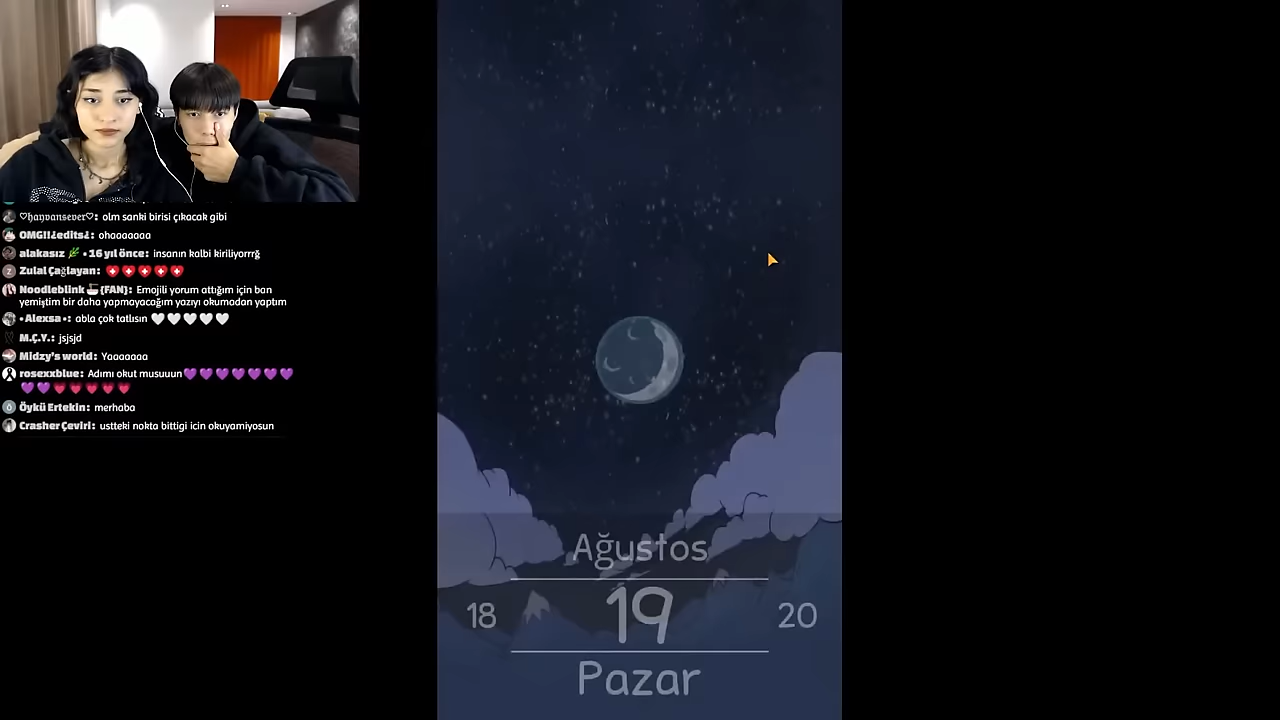 ♡𝔥𝔞𝔶𝔳𝔞𝔫𝔰𝔢𝔳𝔢𝔯♡: olm sanki birisi çıkacak gibi
OMG!!¿edits¿: ohaaaaaaa
alakasız 🌿 • 16 yıl önce: insanın kalbi kiriliyorrrğ
Zulal Çağlayan:
Noodleblink {FAN}: Emojili yorum attığım için ban
yemiştim bir daha yapmayacağım yazıyı okumadan yaptım
•Alexsa•: abla çok tatlısın 🤍🤍🤍🤍🤍
M.Ç.Y.: jsjsjd
Midzy's world: Yaaaaaaa
rosexxblue: Adımı okut musuuun💜💜💜💜💜💜💜
💜💜💗💗💗💗💗
Öykü Ertekin: merhaba
Crasher Çeviri: ustteki nokta bittigi icin okuyamiyosun
Ağustos
18 19 20
Pazar